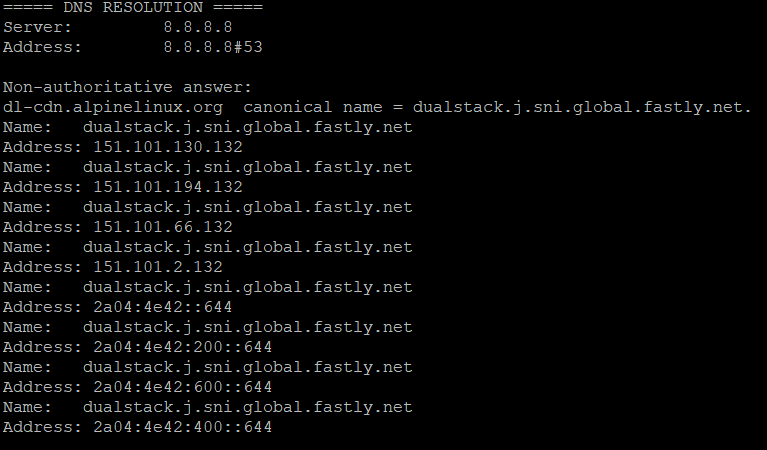 ===== DNS RESOLUTION =====
Server:         8.8.8.8
Address:        8.8.8.8#53

Non-authoritative answer:
dl-cdn.alpinelinux.org  canonical name = dualstack.j.sni.global.fastly.net.
Name:   dualstack.j.sni.global.fastly.net
Address: 151.101.130.132
Name:   dualstack.j.sni.global.fastly.net
Address: 151.101.194.132
Name:   dualstack.j.sni.global.fastly.net
Address: 151.101.66.132
Name:   dualstack.j.sni.global.fastly.net
Address: 151.101.2.132
Name:   dualstack.j.sni.global.fastly.net
Address: 2a04:4e42::644
Name:   dualstack.j.sni.global.fastly.net
Address: 2a04:4e42:200::644
Name:   dualstack.j.sni.global.fastly.net
Address: 2a04:4e42:600::644
Name:   dualstack.j.sni.global.fastly.net
Address: 2a04:4e42:400::644